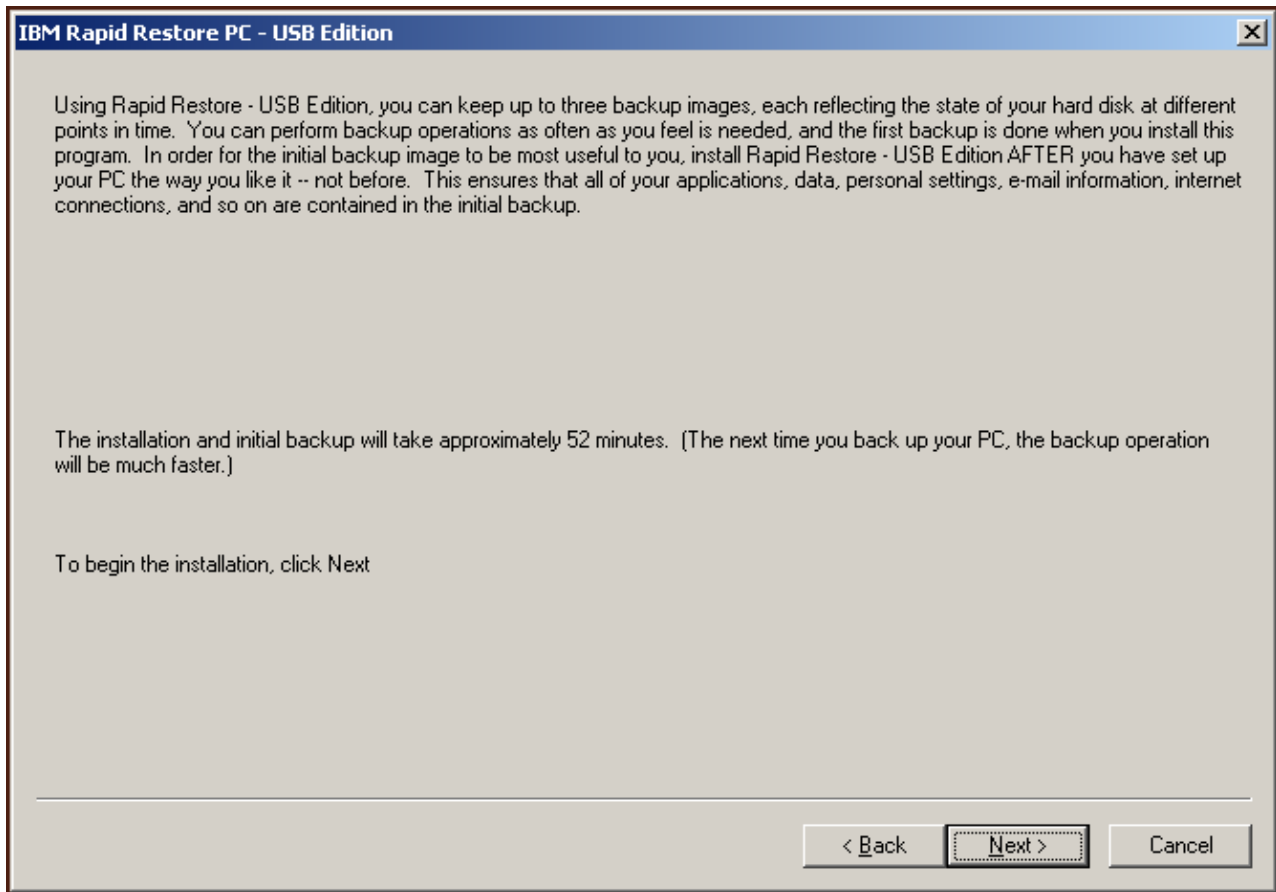 IBM Rapid Restore PC - USB Edition
Using Rapid Restore - USB Edition, you can keep up to three backup images, each reflecting the state of your hard disk at different
points in time.  You can perform backup operations as often as you feel is needed, and the first backup is done when you install this
program.  In order for the initial backup image to be most useful to you, install Rapid Restore - USB Edition AFTER you have set up
your PC the way you like it -- not before.  This ensures that all of your applications, data, personal settings, e-mail information, internet
connections, and so on are contained in the initial backup.
The installation and initial backup will take approximately 52 minutes.  (The next time you back up your PC, the backup operation
will be much faster.)
To begin the installation, click Next
< Back
Next >
Cancel